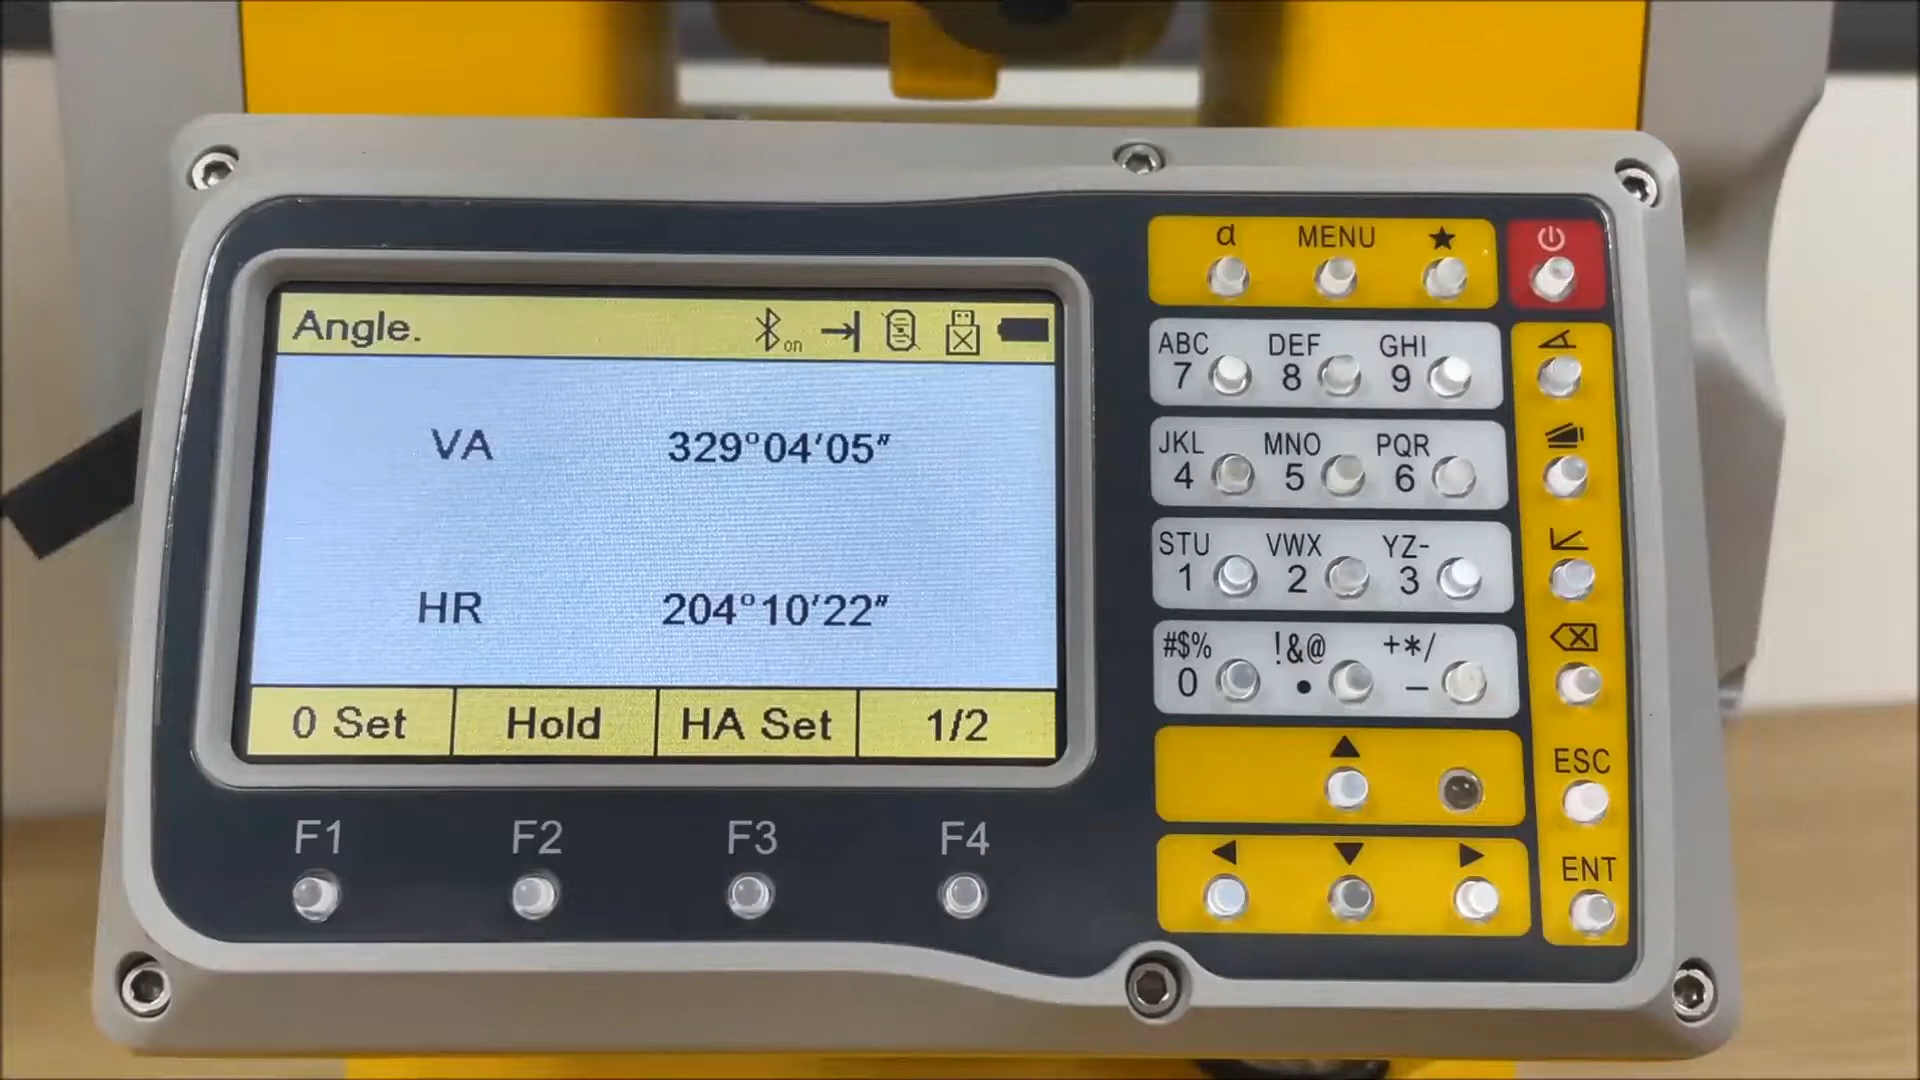 Angle.
on
VA 329°04′05″
HR 204°10′22″
0 Set Hold HA Set 1/2
F1 F2 F3 F4
α MENU ★
ABC DEF GHI
7 8 9
JKL MNO PQR
4 5 6
STU VWX YZ-
1 2 3
#$% !&@ +*/
0 • –
ESC
ENT